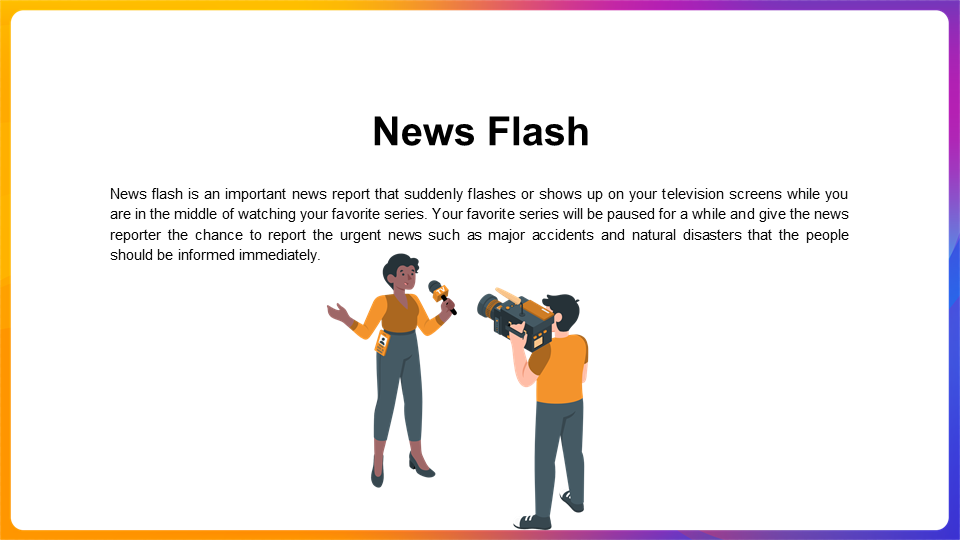 News Flash
News flash is an important news report that suddenly flashes or shows up on your television screens while you
are in the middle of watching your favorite series. Your favorite series will be paused for a while and give the news
reporter the chance to report the urgent news such as major accidents and natural disasters that the people
should be informed immediately.